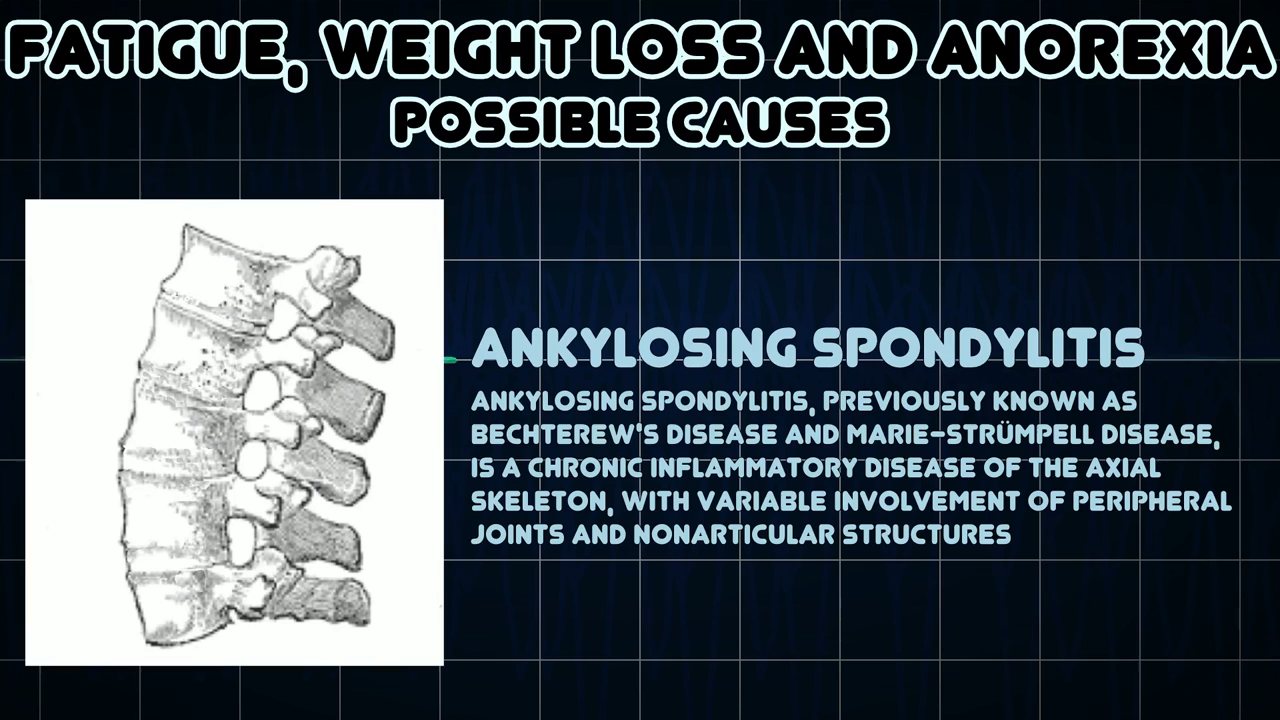 FATIGUE, WEIGHT LOSS AND ANOREXIA
POSSIBLE CAUSES
ANKYLOSING SPONDYLITIS
ANKYLOSING SPONDYLITIS, PREVIOUSLY KNOWN AS
BECHTEREW'S DISEASE AND MARIE-STRÜMPELL DISEASE,
IS A CHRONIC INFLAMMATORY DISEASE OF THE AXIAL
SKELETON, WITH VARIABLE INVOLVEMENT OF PERIPHERAL
JOINTS AND NONARTICULAR STRUCTURES